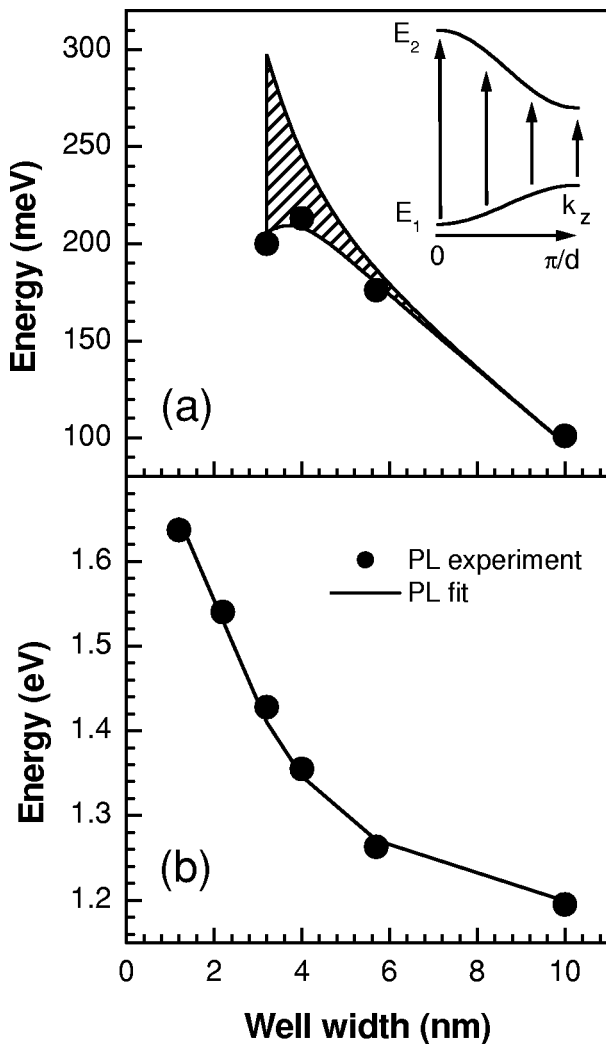 300
250
200
150
100
Energy (meV)
(a)
E2
E1
kz
0
π/d
1.6
1.5
1.4
1.3
1.2
Energy (eV)
(b)
PL experiment
PL fit
0 2 4 6 8 10
Well width (nm)